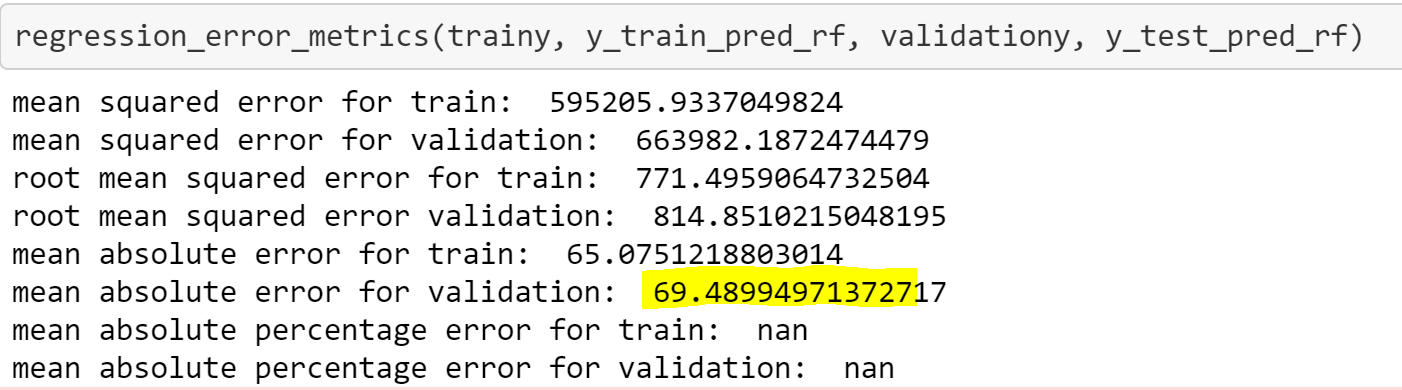 regression_error_metrics(trainy, y_train_pred_rf, validationy, y_test_pred_rf)
mean squared error for train:  595205.9337049824
mean squared error for validation:  663982.1872474479
root mean squared error for train:  771.4959064732504
root mean squared error validation:  814.8510215048195
mean absolute error for train:  65.0751218803014
mean absolute error for validation:  69.48994971372717
mean absolute percentage error for train:  nan
mean absolute percentage error for validation:  nan